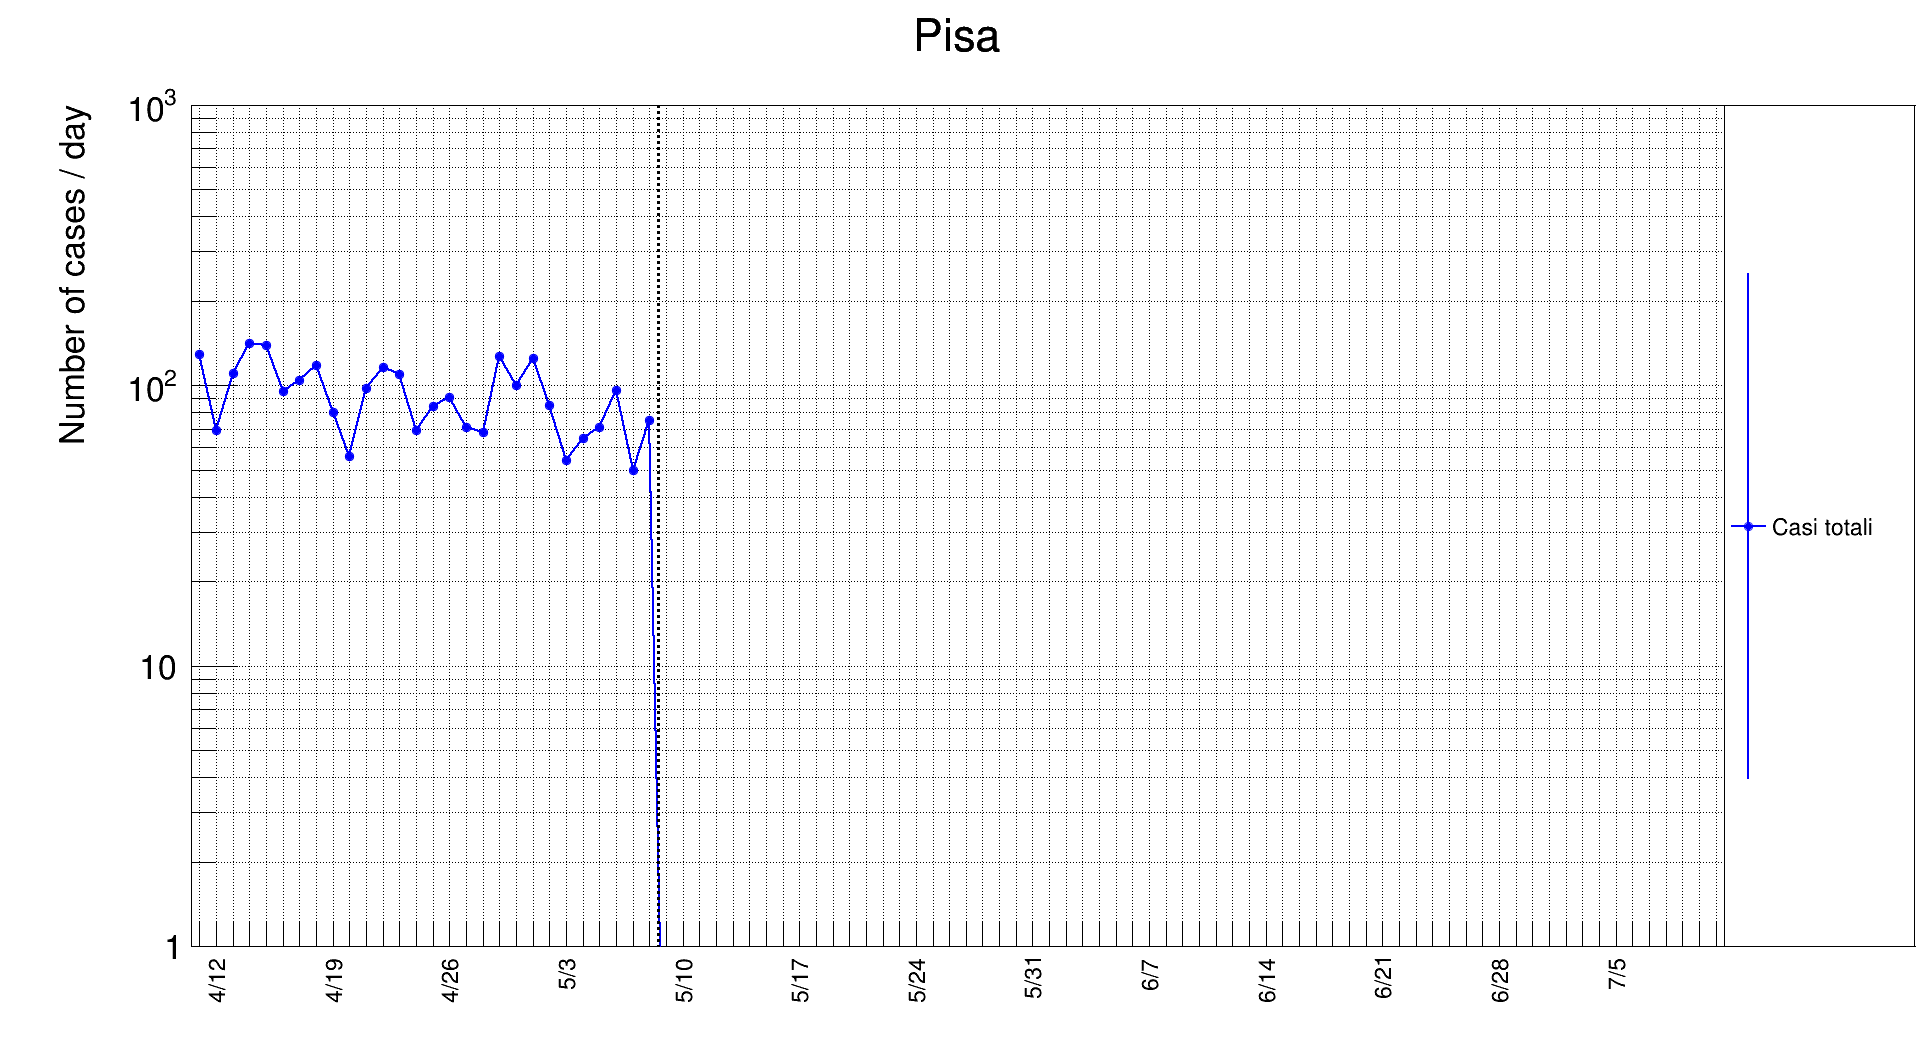 Pisa
Number of cases / day
10³
10²
10
1
4/12 4/19 4/26 5/3 5/10 5/17 5/24 5/31 6/7 6/14 6/21 6/28 7/5
Casi totali